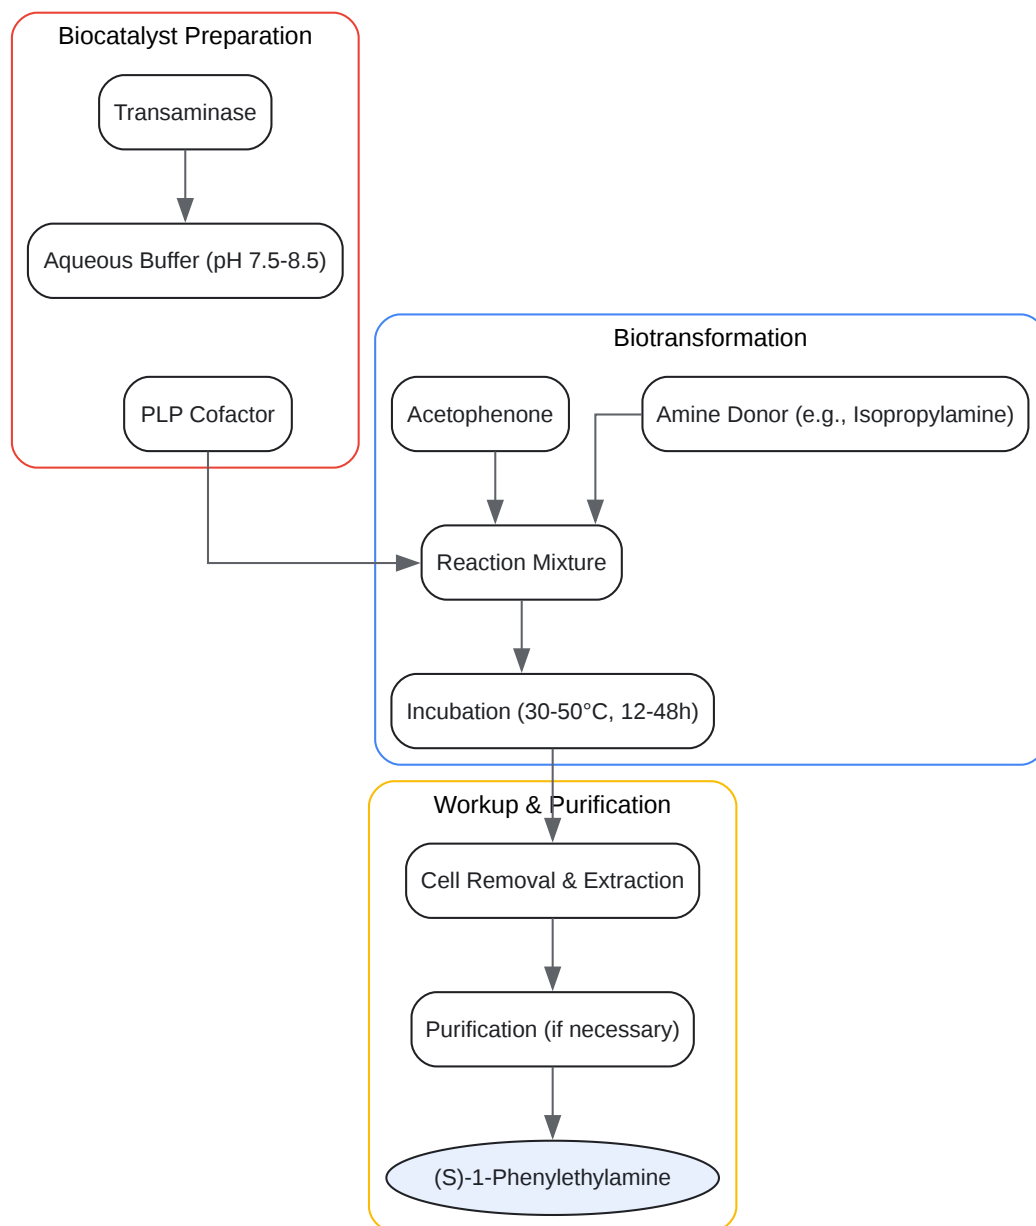 Biocatalyst Preparation
Transaminase
Aqueous Buffer (pH 7.5-8.5)
PLP Cofactor
Biotransformation
Acetophenone
Amine Donor (e.g., Isopropylamine)
Reaction Mixture
Incubation (30-50°C, 12-48h)
Workup & Purification
Cell Removal & Extraction
Purification (if necessary)
(S)-1-Phenylethylamine